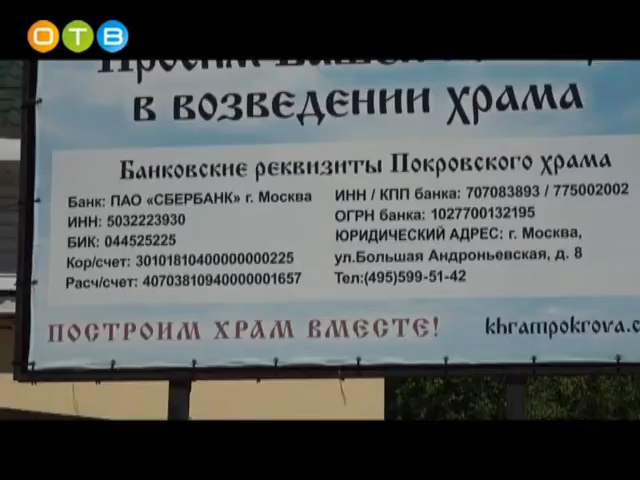 ОТВ
Просим
в возведении храма
Банковские реквизиты Покровского храма
Банк: ПАО «СБЕРБАНК» г. Москва
ИНН: 5032223930
БИК: 044525225
Кор/счет: 30101810400000000225
Расч/счет: 40703810940000001657
ИНН / КПП банка: 707083893 / 775002002
ОГРН банка: 1027700132195
ЮРИДИЧЕСКИЙ АДРЕС: г. Москва,
ул.Большая Андроньевская, д. 8
Тел:(495)599-51-42
ПОСТРОИМ ХРАМ ВМЕСТЕ!
khrampokrova.c